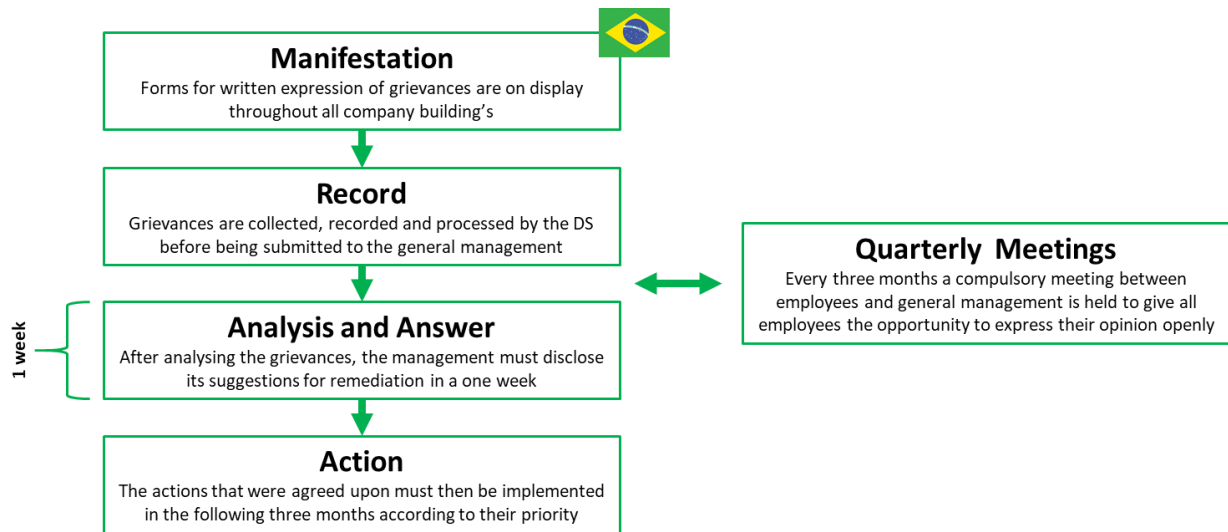 Manifestation
Forms for written expression of grievances are on display
throughout all company building's
Record
Grievances are collected, recorded and processed by the DS
before being submitted to the general management
Quarterly Meetings
Every three months a compulsory meeting between
employees and general management is held to give all
employees the opportunity to express their opinion openly
1 week
Analysis and Answer
After analysing the grievances, the management must disclose
its suggestions for remediation in a one week
Action
The actions that were agreed upon must then be implemented
in the following three months according to their priority